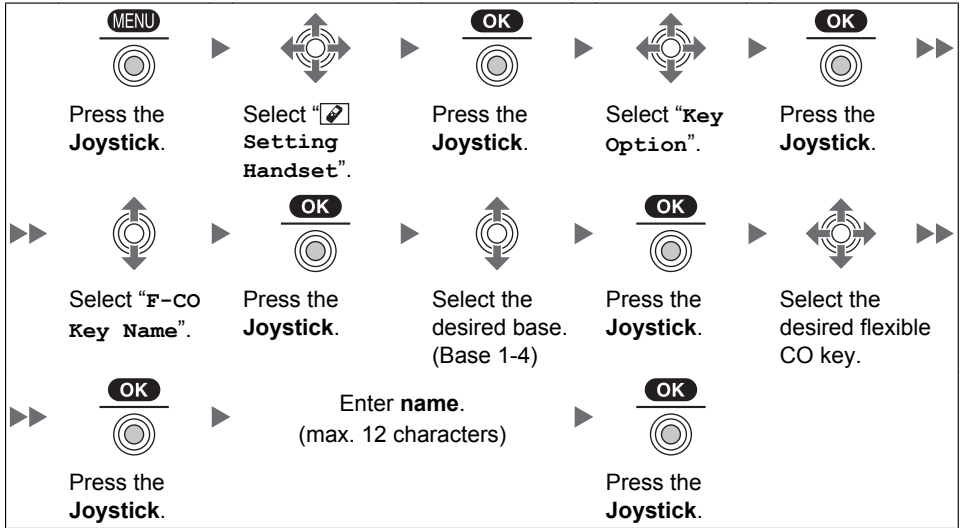 MENU
OK
OK
Press the
Joystick.
Select “
Setting
Handset”.
Press the
Joystick.
Select “Key
Option”.
Press the
Joystick.
OK
OK
Select “F-CO
Key Name”.
Press the
Joystick.
Select the
desired base.
(Base 1-4)
Press the
Joystick.
Select the
desired flexible
CO key.
OK
Press the
Joystick.
Enter name.
(max. 12 characters)
OK
Press the
Joystick.